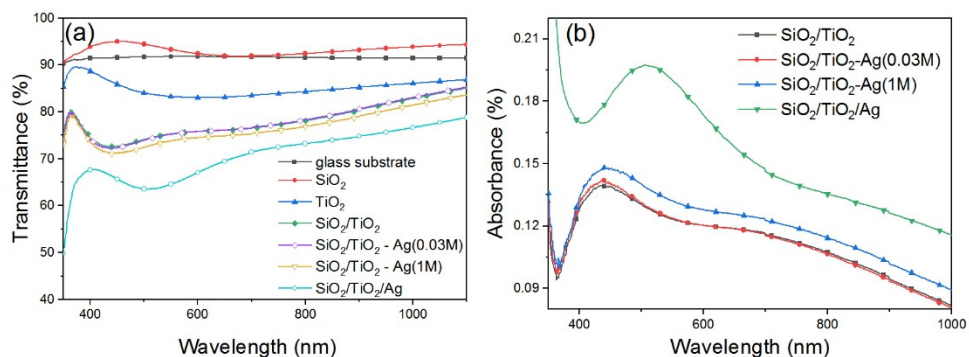 (a)
Transmittance (%)
100
90
80
70
60
50
40
400
600
800
1000
Wavelength (nm)
glass substrate
SiO₂
TiO₂
SiO₂/TiO₂
SiO₂/TiO₂ - Ag(0.03M)
SiO₂/TiO₂ - Ag(1M)
SiO₂/TiO₂/Ag
(b)
Absorbance (%)
0.21
0.18
0.15
0.12
0.09
400
600
800
1000
Wavelength (nm)
SiO₂/TiO₂
SiO₂/TiO₂-Ag(0.03M)
SiO₂/TiO₂-Ag(1M)
SiO₂/TiO₂/Ag